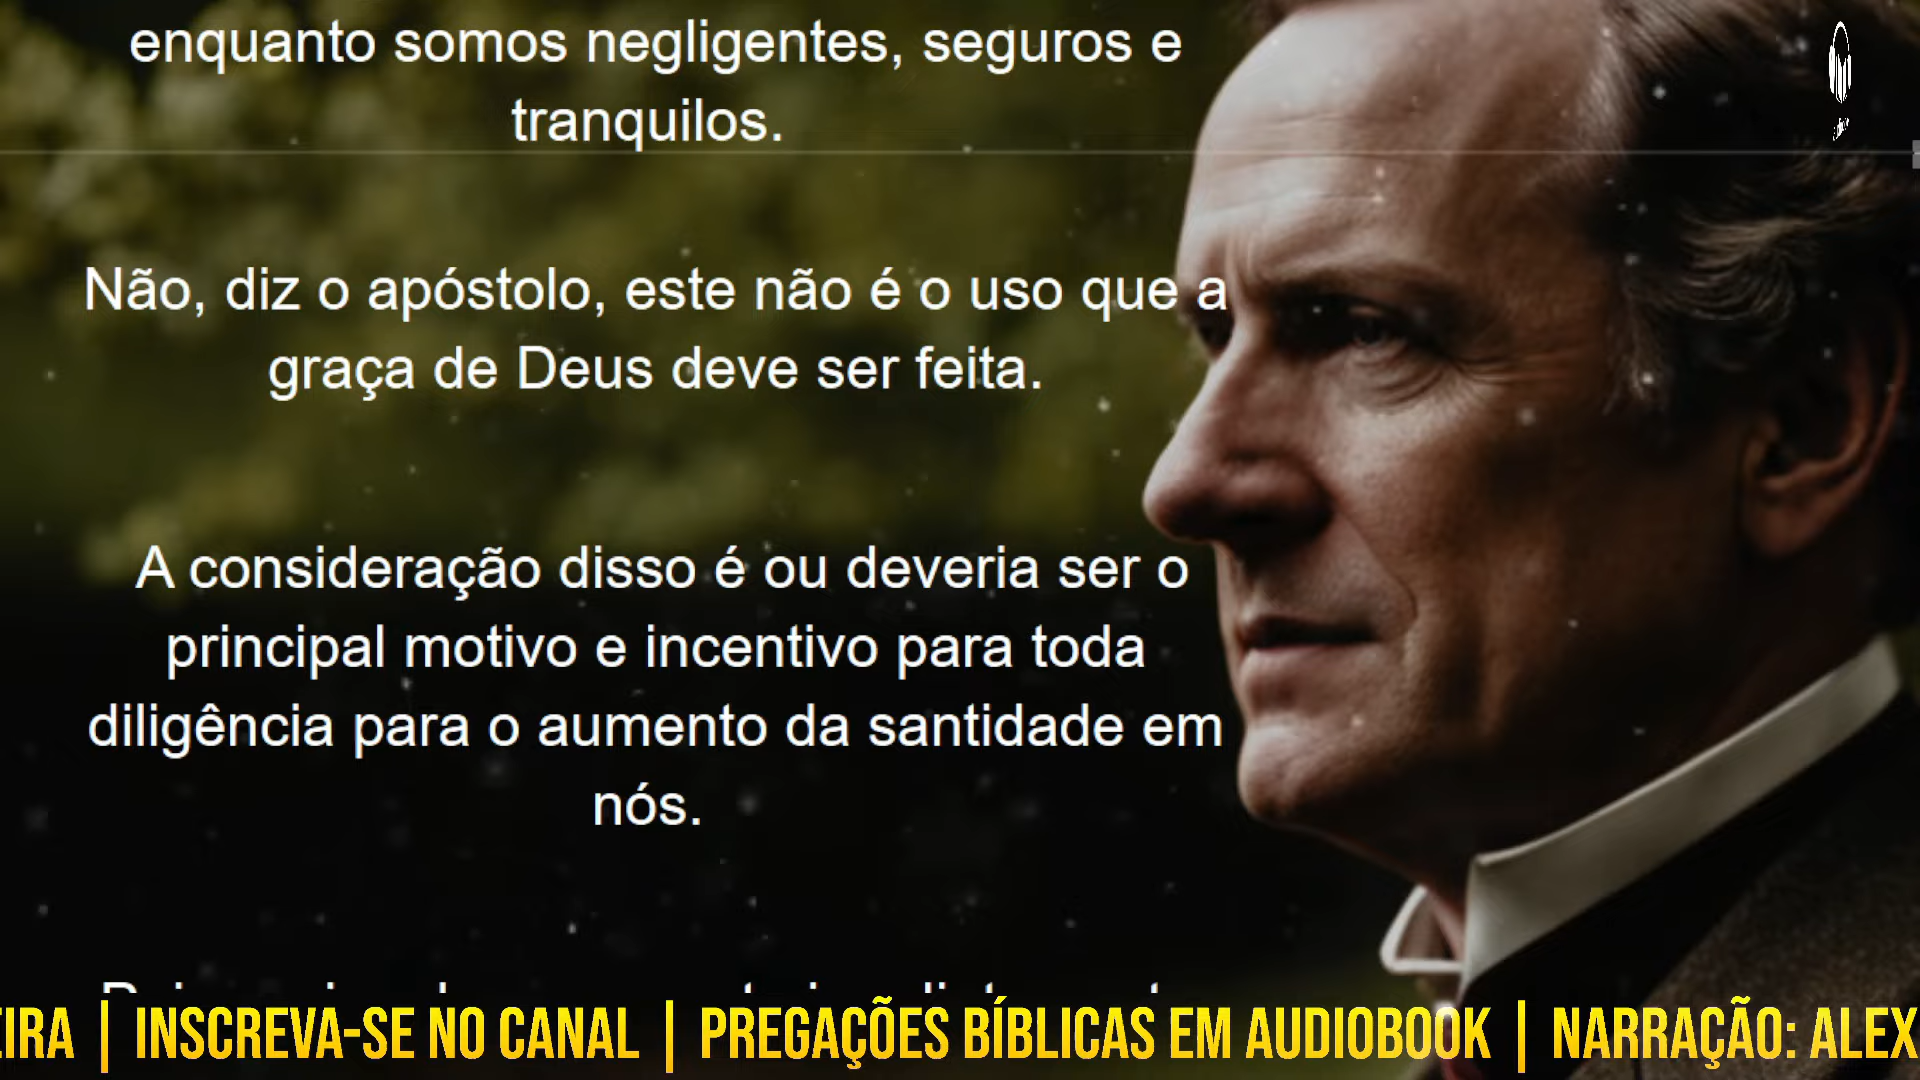 enquanto somos negligentes, seguros e
tranquilos.
Não, diz o apóstolo, este não é o uso que a
graça de Deus deve ser feita.
A consideração disso é ou deveria ser o
principal motivo e incentivo para toda
diligência para o aumento da santidade em
nós.
EIRA | INSCREVA-SE NO CANAL | PREGAÇÕES BÍBLICAS EM AUDIOBOOK | NARRAÇÃO: ALEX